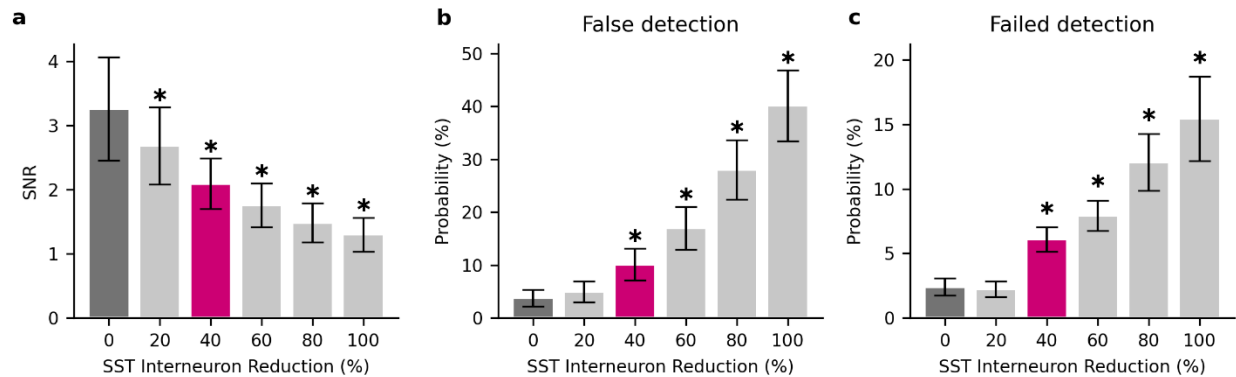 a
SNR
4
3
2
1
0
*
*
*
*
*
0 20 40 60 80 100
SST Interneuron Reduction (%)
b
False detection
Probability (%)
50
40
30
20
10
0
*
*
*
*
0 20 40 60 80 100
SST Interneuron Reduction (%)
c
Failed detection
Probability (%)
20
15
10
5
0
*
*
*
*
0 20 40 60 80 100
SST Interneuron Reduction (%)